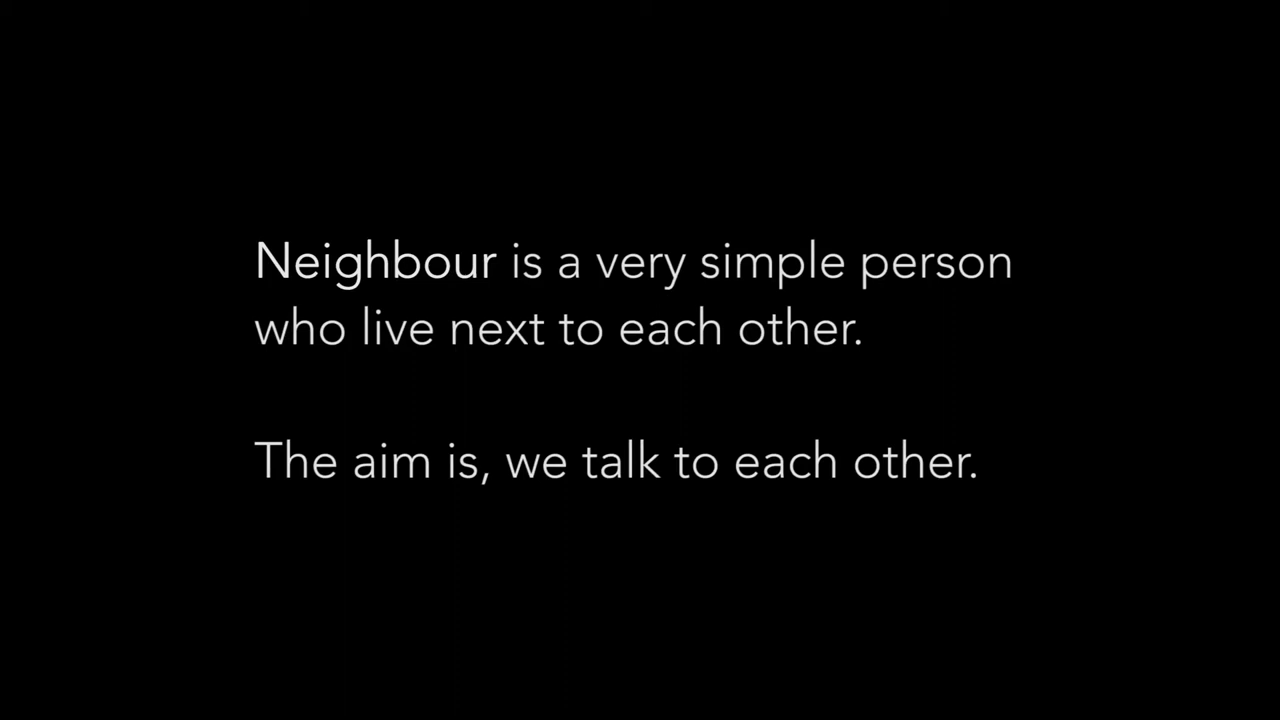 Neighbour is a very simple person
who live next to each other.
The aim is, we talk to each other.